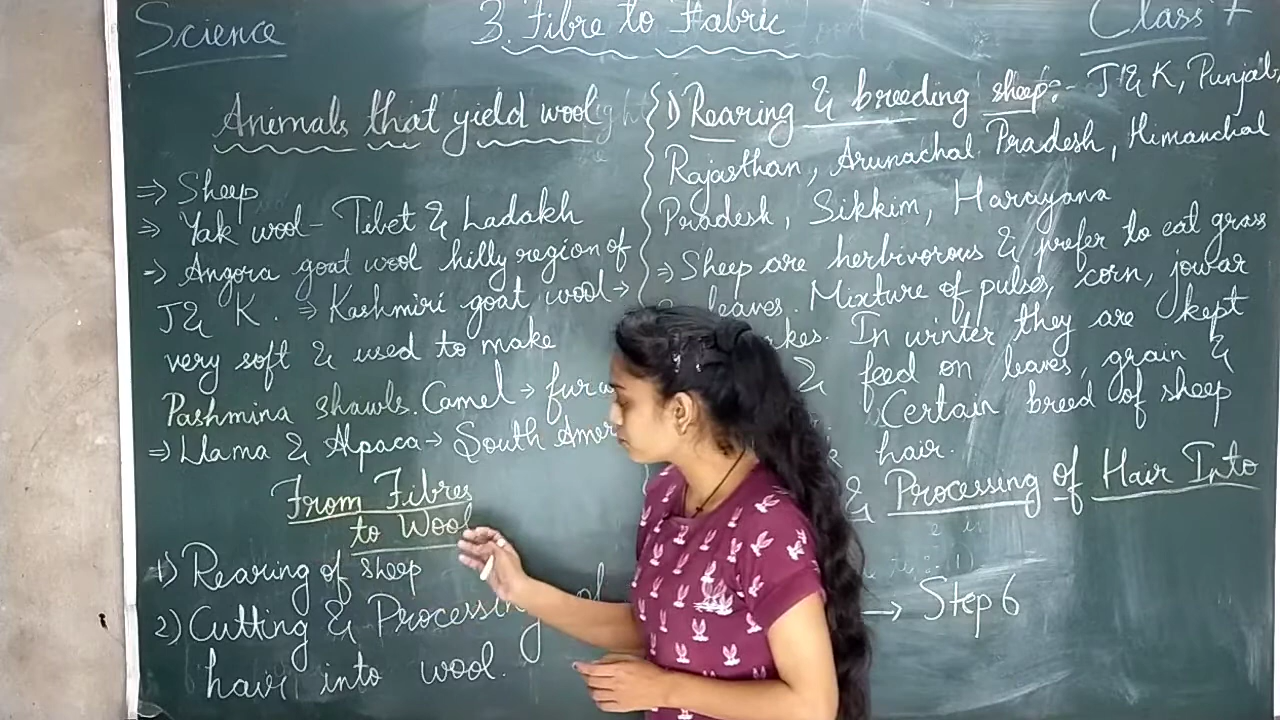 Science
3. Fibre to Fabric
Class 7
Animals that yield wool
⇒ Sheep
⇒ Yak wool - Tibet & Ladakh
⇒ Angora goat wool hilly region of
J & K. ⇒ Kashmiri goat wool →
very soft & used to make
Pashmina shawls. Camel → fur
⇒ Llama & Alpaca → South
From Fibres
to Wool
1) Rearing of sheep
2) Cutting & Processing of
hair into wool.
1) Rearing & breeding sheep:- J & K, Punjab,
Rajasthan, Arunachal Pradesh, Himanchal
Pradesh, Sikkim, Harayana
⇒ Sheep are herbivorous & prefer to eat grass
leaves. Mixture of pulses, corn, jowar
In winter they are kept
& feed on leaves, grain &
Certain breed of sheep
hair.
& Processing of Hair Into
→ Step 6